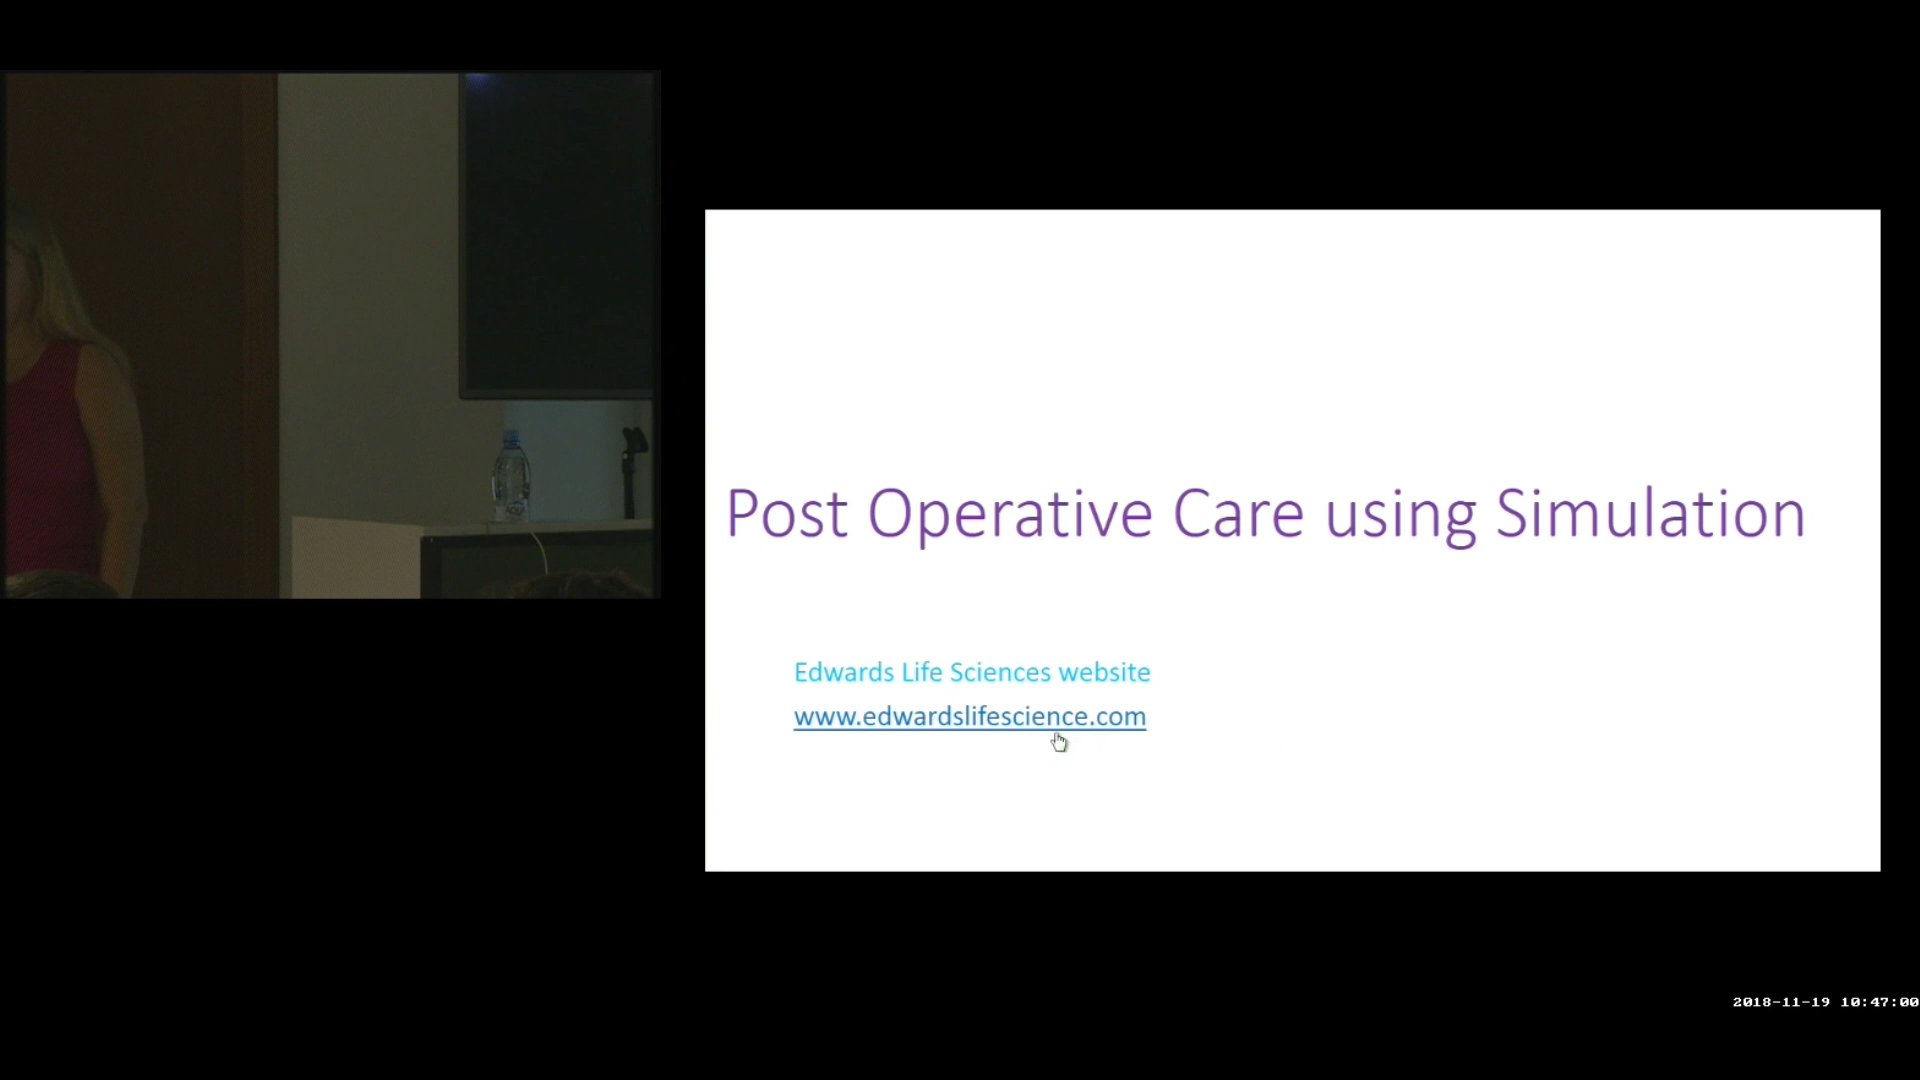 Post Operative Care using Simulation
Edwards Life Sciences website
www.edwardslifescience.com
2018-11-19 10:47:00